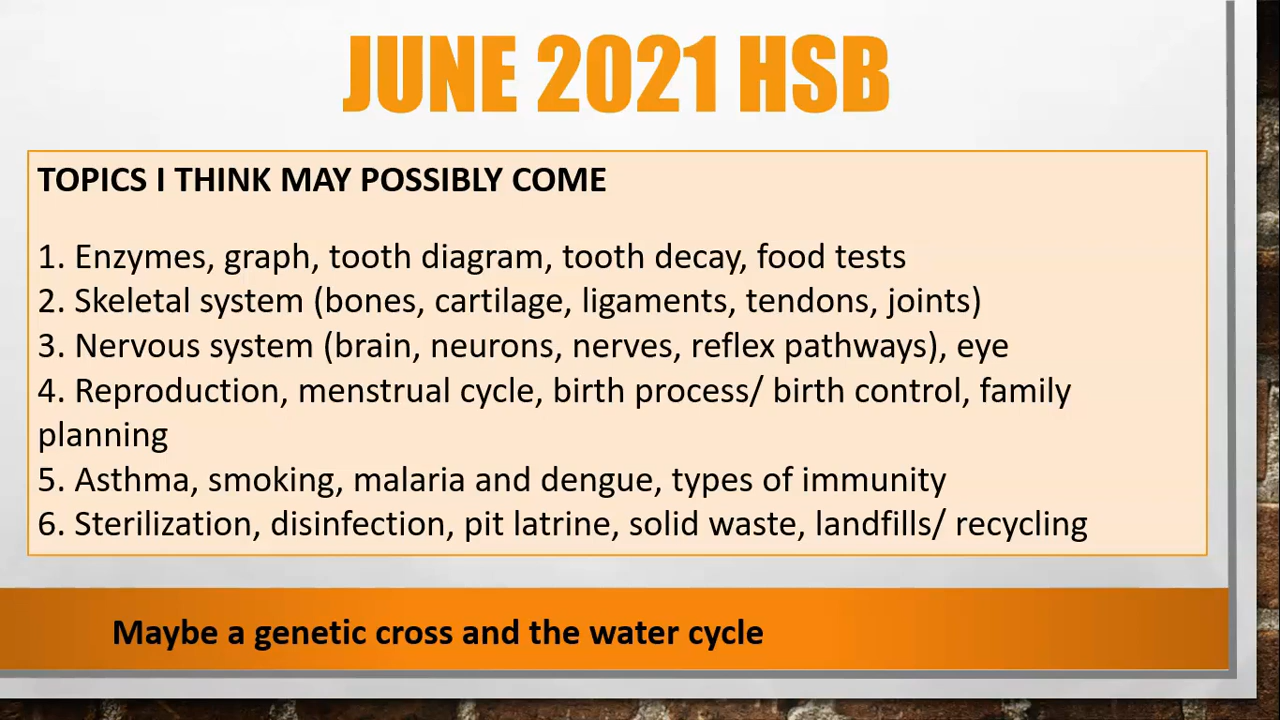 JUNE 2021 HSB
TOPICS I THINK MAY POSSIBLY COME
1. Enzymes, graph, tooth diagram, tooth decay, food tests
2. Skeletal system (bones, cartilage, ligaments, tendons, joints)
3. Nervous system (brain, neurons, nerves, reflex pathways), eye
4. Reproduction, menstrual cycle, birth process/ birth control, family
planning
5. Asthma, smoking, malaria and dengue, types of immunity
6. Sterilization, disinfection, pit latrine, solid waste, landfills/ recycling
Maybe a genetic cross and the water cycle